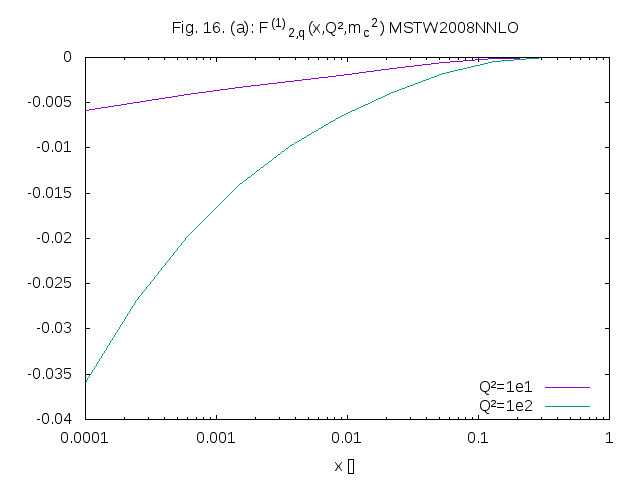 Fig. 16. (a): F⁽¹⁾₂,q(x,Q²,m_c²) MSTW2008NNLO
0
-0.005
-0.01
-0.015
-0.02
-0.025
-0.03
-0.035
-0.04
Q²=1e1
Q²=1e2
0.0001 0.001 0.01 0.1 1
x []